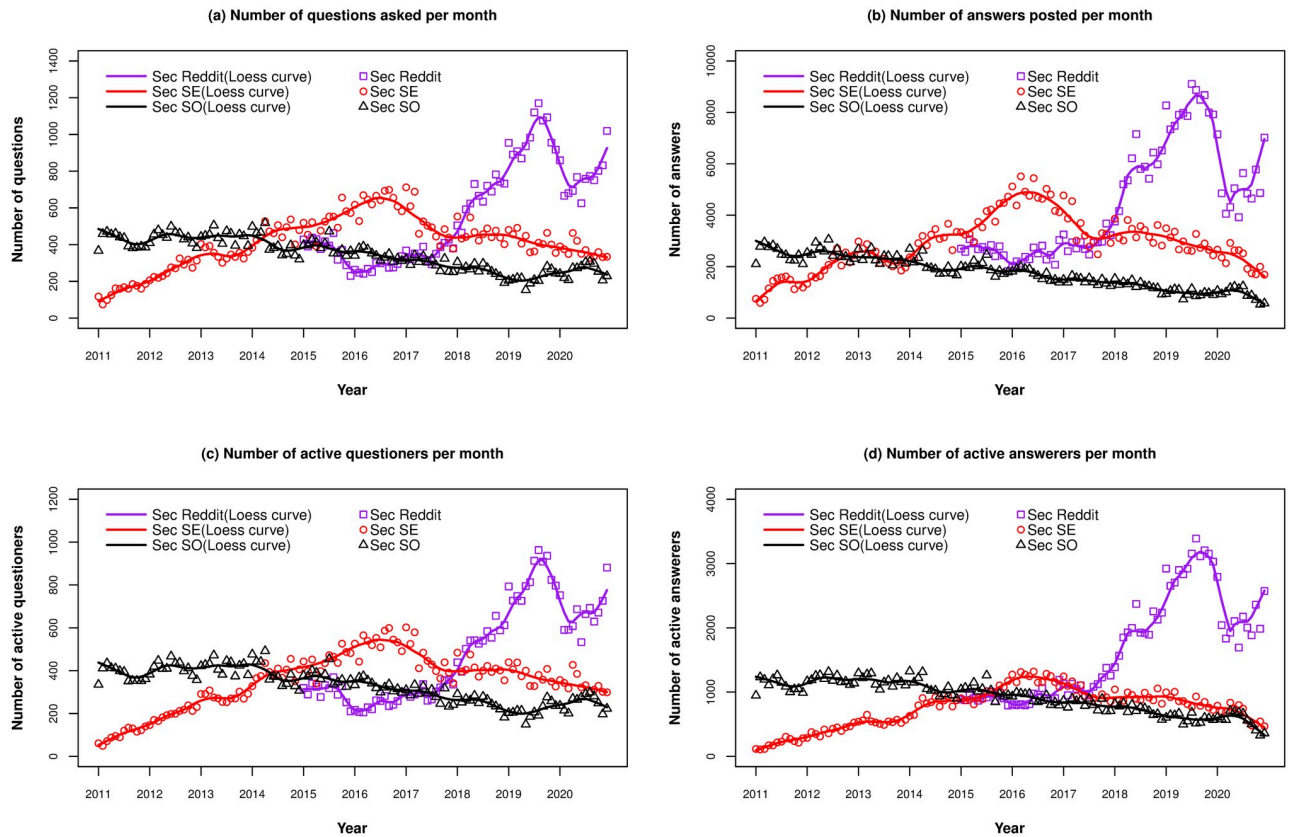 (a) Number of questions asked per month
Number of questions
1400
1200
1000
800
600
400
200
0
Sec Reddit(Loess curve)
Sec SE(Loess curve)
Sec SO(Loess curve)
Sec Reddit
Sec SE
Sec SO
2011 2012 2013 2014 2015 2016 2017 2018 2019 2020
Year
(b) Number of answers posted per month
Number of answers
10000
8000
6000
4000
2000
0
Sec Reddit(Loess curve)
Sec SE(Loess curve)
Sec SO(Loess curve)
Sec Reddit
Sec SE
Sec SO
2011 2012 2013 2014 2015 2016 2017 2018 2019 2020
Year
(c) Number of active questioners per month
Number of active questioners
1200
1000
800
600
400
200
0
Sec Reddit(Loess curve)
Sec SE(Loess curve)
Sec SO(Loess curve)
Sec Reddit
Sec SE
Sec SO
2011 2012 2013 2014 2015 2016 2017 2018 2019 2020
Year
(d) Number of active answerers per month
Number of active answerers
4000
3000
2000
1000
0
Sec Reddit(Loess curve)
Sec SE(Loess curve)
Sec SO(Loess curve)
Sec Reddit
Sec SE
Sec SO
2011 2012 2013 2014 2015 2016 2017 2018 2019 2020
Year